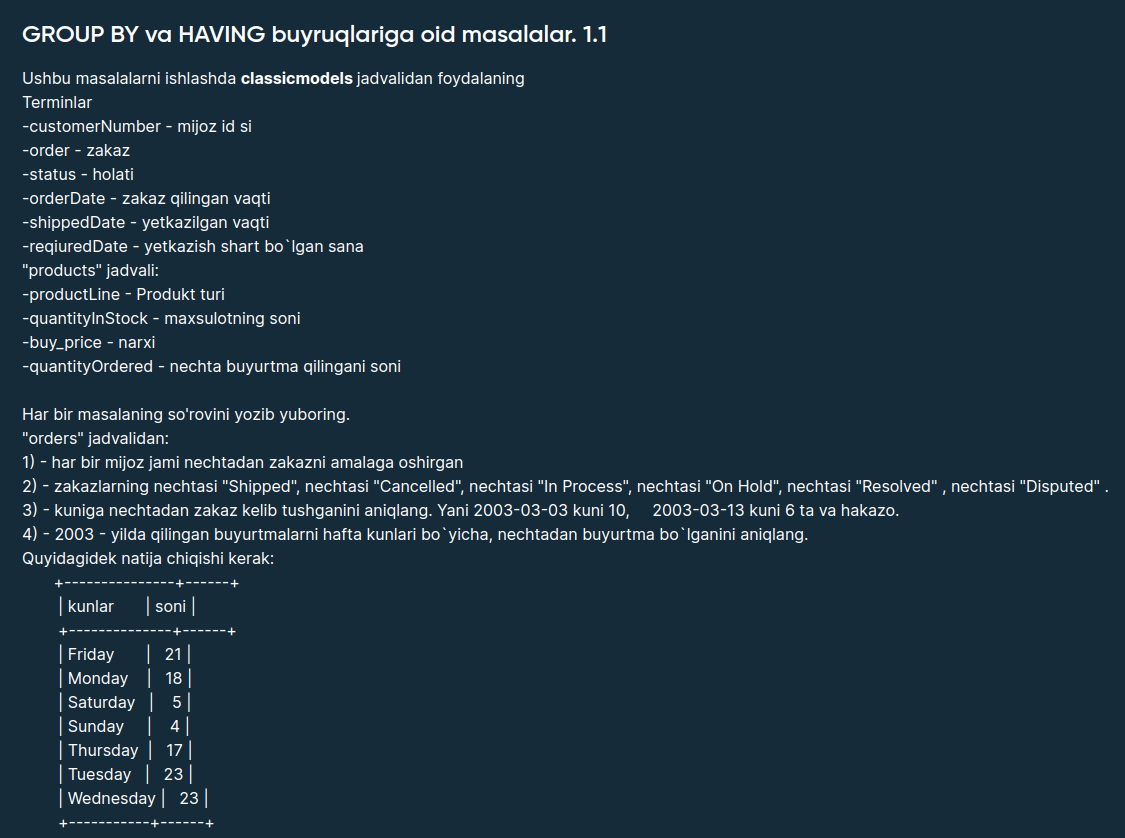 GROUP BY va HAVING buyruqlariga oid masalalar. 1.1
Ushbu masalalarni ishlashda classicmodels jadvalidan foydalaning
Terminlar
-customerNumber - mijoz id si
-order - zakaz
-status - holati
-orderDate - zakaz qilingan vaqti
-shippedDate - yetkazilgan vaqti
-reqiuredDate - yetkazish shart bo`lgan sana
"products" jadvali:
-productLine - Produkt turi
-quantityInStock - maxsulotning soni
-buy_price - narxi
-quantityOrdered - nechta buyurtma qilingani soni
Har bir masalaning so'rovini yozib yuboring.
"orders" jadvalidan:
1) - har bir mijoz jami nechtadan zakazni amalaga oshirgan
2) - zakazlarning nechtasi "Shipped", nechtasi "Cancelled", nechtasi "In Process", nechtasi "On Hold", nechtasi "Resolved" , nechtasi "Disputed" .
3) - kuniga nechtadan zakaz kelib tushganini aniqlang. Yani 2003-03-03 kuni 10,     2003-03-13 kuni 6 ta va hakazo.
4) - 2003 - yilda qilingan buyurtmalarni hafta kunlari bo`yicha, nechtadan buyurtma bo`lganini aniqlang.
Quyidagidek natija chiqishi kerak:
+---------------+------+
| kunlar       | soni |
+--------------+------+
| Friday       |   21 |
| Monday    |   18 |
| Saturday   |    5 |
| Sunday     |    4 |
| Thursday  |   17 |
| Tuesday   |   23 |
| Wednesday |   23 |
+-----------+------+